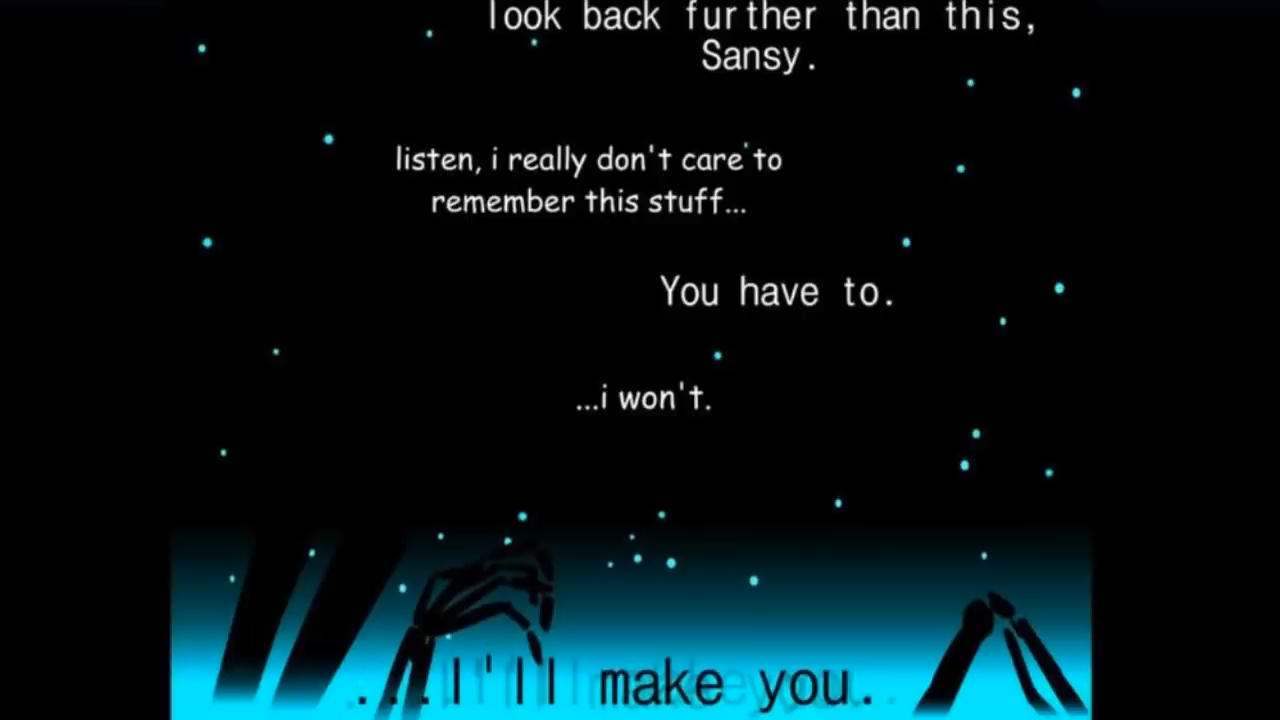 look back further than this,
Sansy.
listen, i really don't care to
remember this stuff...
You have to.
...i won't.
...I'll make you.